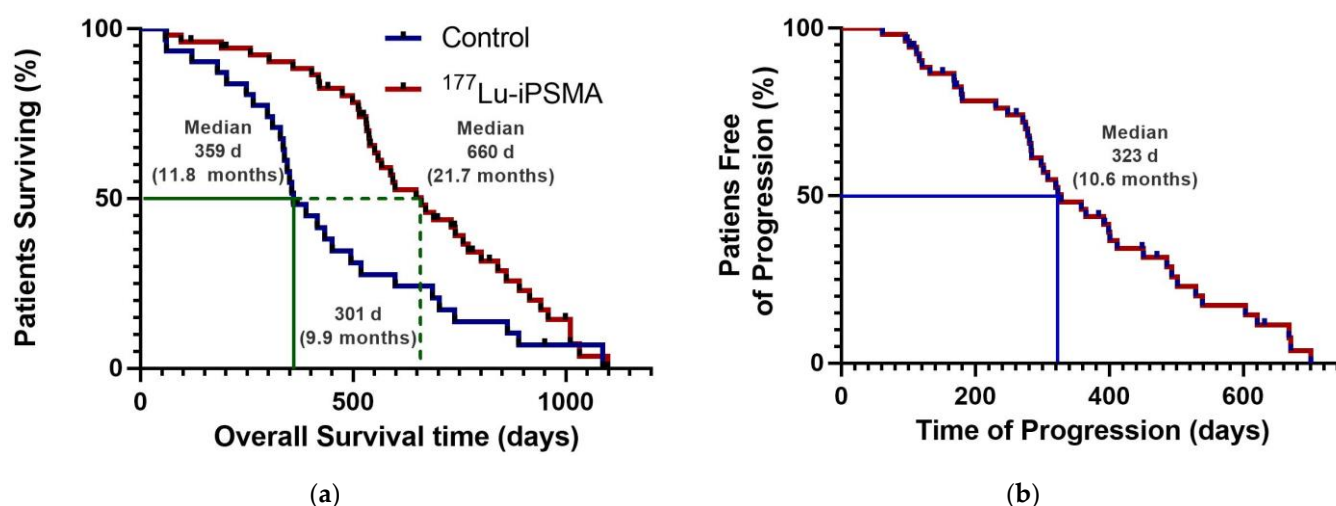 Patients Surviving (%)
100
50
0
Control
¹⁷⁷Lu-iPSMA
Median
359 d
(11.8 months)
Median
660 d
(21.7 months)
301 d
(9.9 months)
0
500
1000
Overall Survival time (days)
(a)
Patiens Free
of Progression (%)
100
50
0
Median
323 d
(10.6 months)
0
200
400
600
Time of Progression (days)
(b)